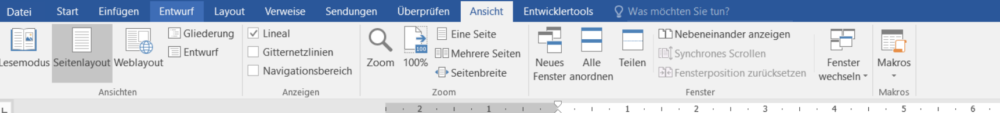 Datei Start Einfügen Entwurf Layout Verweise Sendungen Überprüfen Ansicht Entwicklertools Was möchten Sie tun?
Lesemodus
Seitenlayout
Weblayout
Gliederung
Entwurf
Ansichten
Lineal
Gitternetzlinien
Navigationsbereich
Anzeigen
Zoom
100
100%
Eine Seite
Mehrere Seiten
Seitenbreite
Zoom
Neues
Fenster
Alle
anordnen
Teilen
Nebeneinander anzeigen
Synchrones Scrollen
Fensterposition zurücksetzen
Fenster
wechseln
Fenster
Makros
Makros
2 1 1 2 3 4 5 6